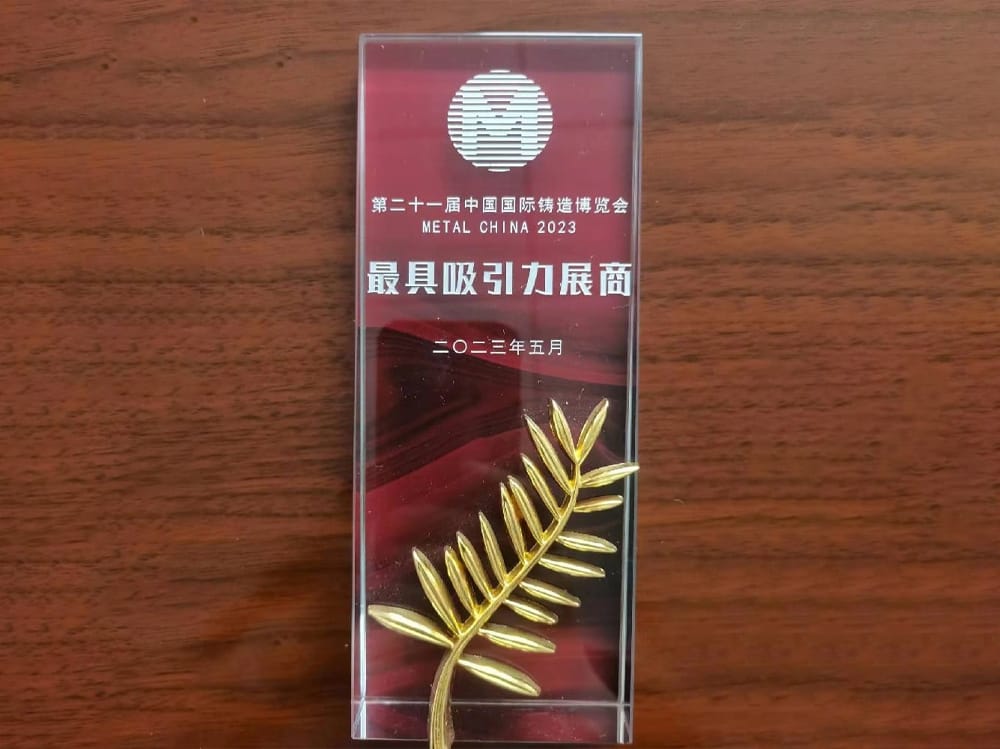 M
第二十一届中国国际铸造博览会
METAL CHINA 2023
最具吸引力展商
二〇二三年五月